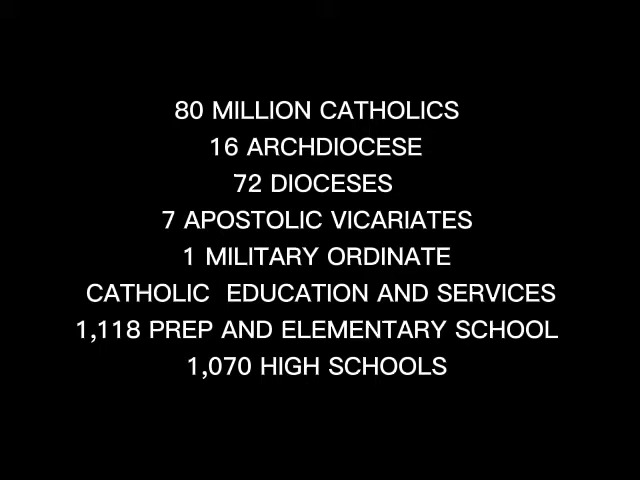 80 MILLION CATHOLICS
16 ARCHDIOCESE
72 DIOCESES
7 APOSTOLIC VICARIATES
1 MILITARY ORDINATE
CATHOLIC  EDUCATION AND SERVICES
1,118 PREP AND ELEMENTARY SCHOOL
1,070 HIGH SCHOOLS